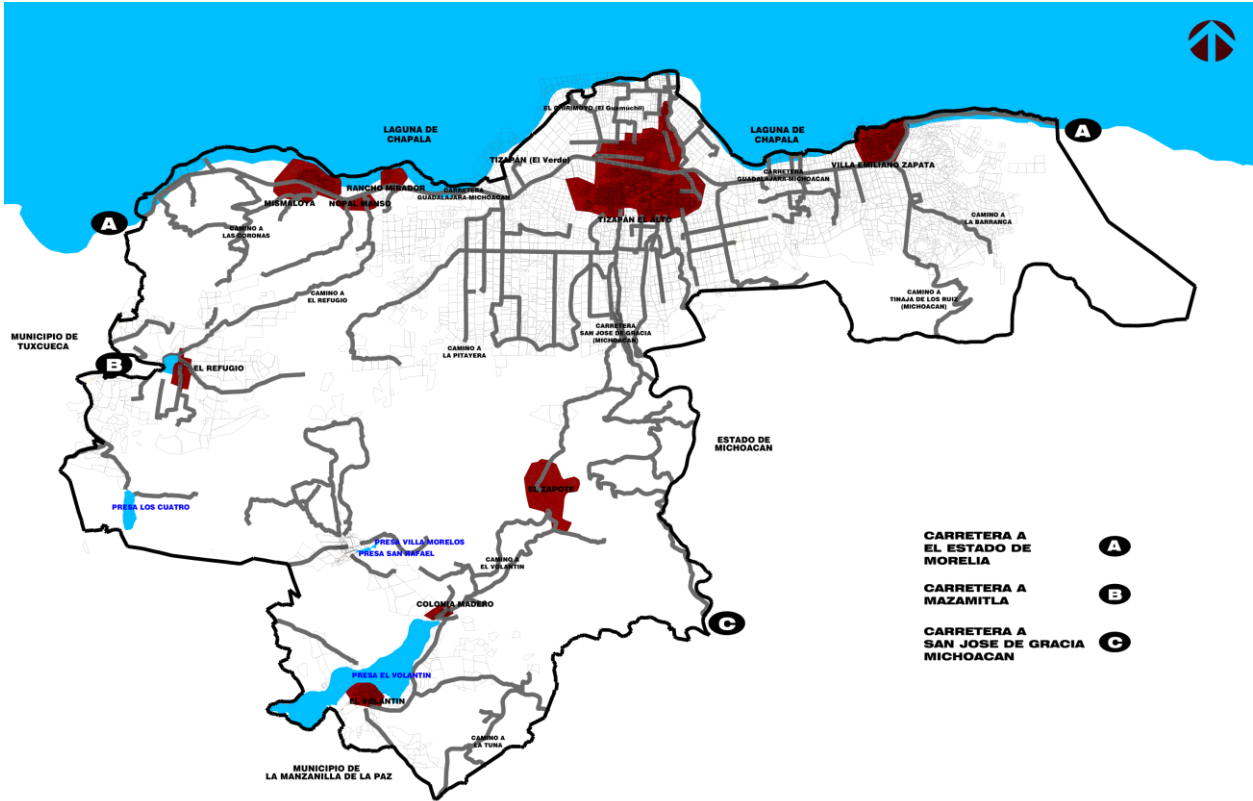 EL CHIRIMOYO (El Guamúchil)
LAGUNA DE
CHAPALA
LAGUNA DE
CHAPALA
A
TIZAPÁN (El Verde)
VILLA EMILIANO ZAPATA
CARRETERA
GUADALAJARA-MICHOACAN
RANCHO MIRADOR
CARRETERA
GUADALAJARA-MICHOACAN
MISMALOYA
NOPAL MANSO
TIZAPÁN EL ALTO
A
CAMINO A
LAS CORONAS
CAMINO A
LA BARRANCA
CAMINO A
EL REFUGIO
CAMINO A
TINAJA DE LOS RUIZ
(MICHOACAN)
CARRETERA
SAN JOSE DE GRACIA
(MICHOACAN)
MUNICIPIO DE
TUXCUECA
CAMINO A
LA PITAYERA
B
EL REFUGIO
ESTADO DE
MICHOACAN
EL ZAPOTE
PRESA LOS CUATRO
PRESA VILLA MORELOS
PRESA SAN RAFAEL
CAMINO A
EL VOLANTIN
COLONIA MADERO
C
PRESA EL VOLANTIN
EL VOLANTIN
CAMINO A
LA TUNA
MUNICIPIO DE
LA MANZANILLA DE LA PAZ
CARRETERA A
EL ESTADO DE
MORELIA
A
CARRETERA A
MAZAMITLA
B
CARRETERA A
SAN JOSE DE GRACIA
MICHOACAN
C